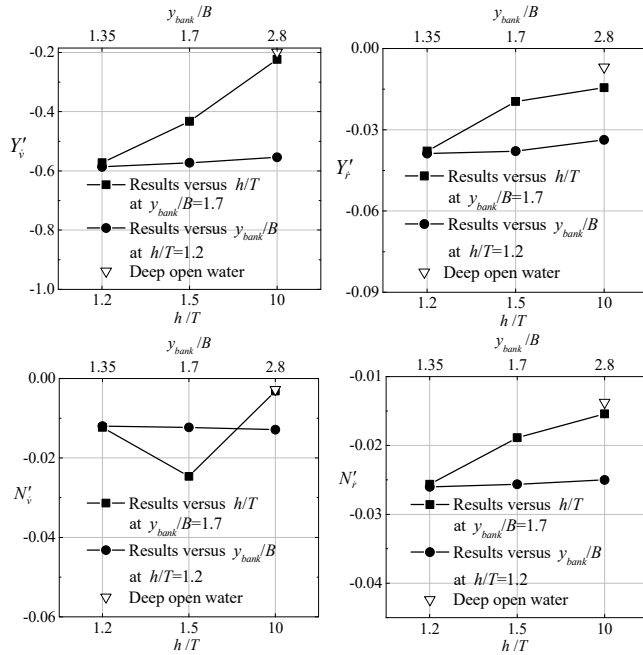 y_bank/B
1.35 1.7 2.8
-0.2
-0.4
-0.6
-0.8
-1.0
Y'_v̇
Results versus h/T
at y_bank/B=1.7
Results versus y_bank/B
at h/T=1.2
Deep open water
1.2 1.5 10
h/T
y_bank/B
1.35 1.7 2.8
0.00
-0.03
-0.06
-0.09
Y'_ṙ
Results versus h/T
at y_bank/B=1.7
Results versus y_bank/B
at h/T=1.2
Deep open water
1.2 1.5 10
h/T
y_bank/B
1.35 1.7 2.8
0.00
-0.02
-0.04
-0.06
N'_v̇
Results versus h/T
at y_bank/B=1.7
Results versus y_bank/B
at h/T=1.2
Deep open water
1.2 1.5 10
h/T
y_bank/B
1.35 1.7 2.8
-0.01
-0.02
-0.03
-0.04
N'_ṙ
Results versus h/T
at y_bank/B=1.7
Results versus y_bank/B
at h/T=1.2
Deep open water
1.2 1.5 10
h/T